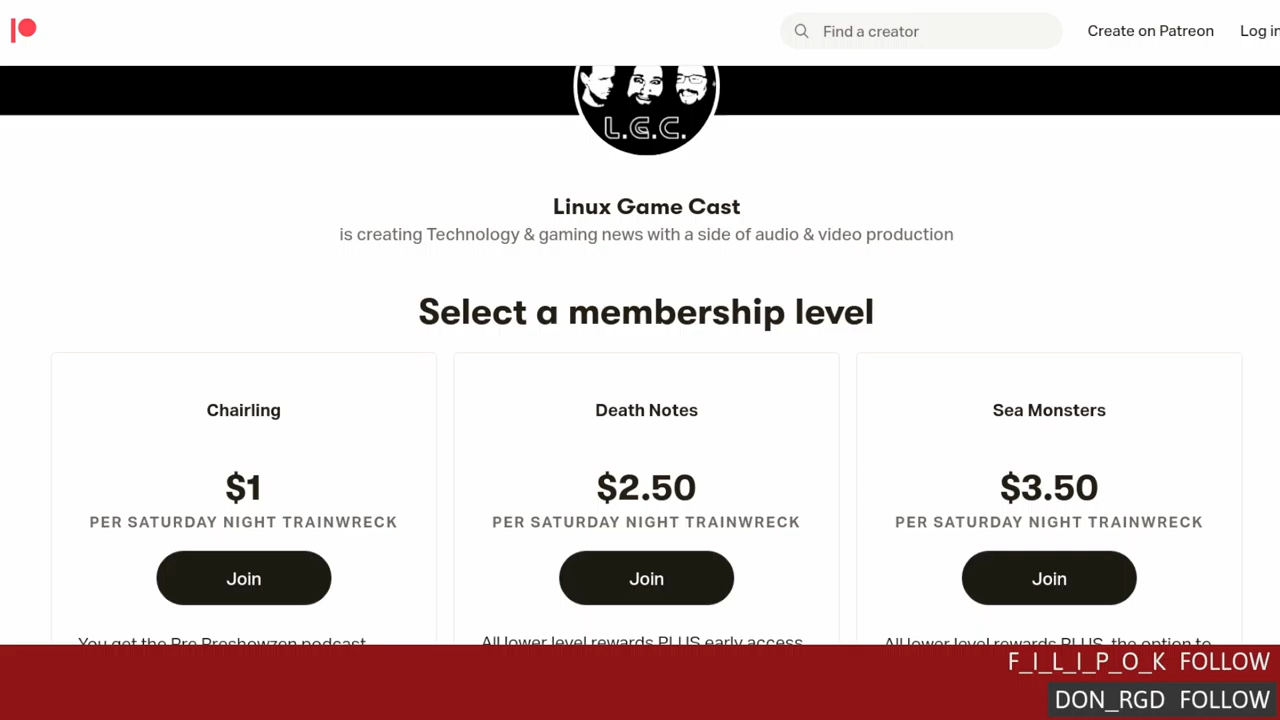 Find a creator
Create on Patreon
Log in
L.G.C.
Linux Game Cast
is creating Technology & gaming news with a side of audio & video production
Select a membership level
Chairling
$1
PER SATURDAY NIGHT TRAINWRECK
Join
You get the Pre Preshowzen podcast
Death Notes
$2.50
PER SATURDAY NIGHT TRAINWRECK
Join
All lower level rewards PLUS early access
Sea Monsters
$3.50
PER SATURDAY NIGHT TRAINWRECK
Join
All lower level rewards PLUS, the option to
F_I_L_I_P_O_K FOLLOW
DON_RGD FOLLOW